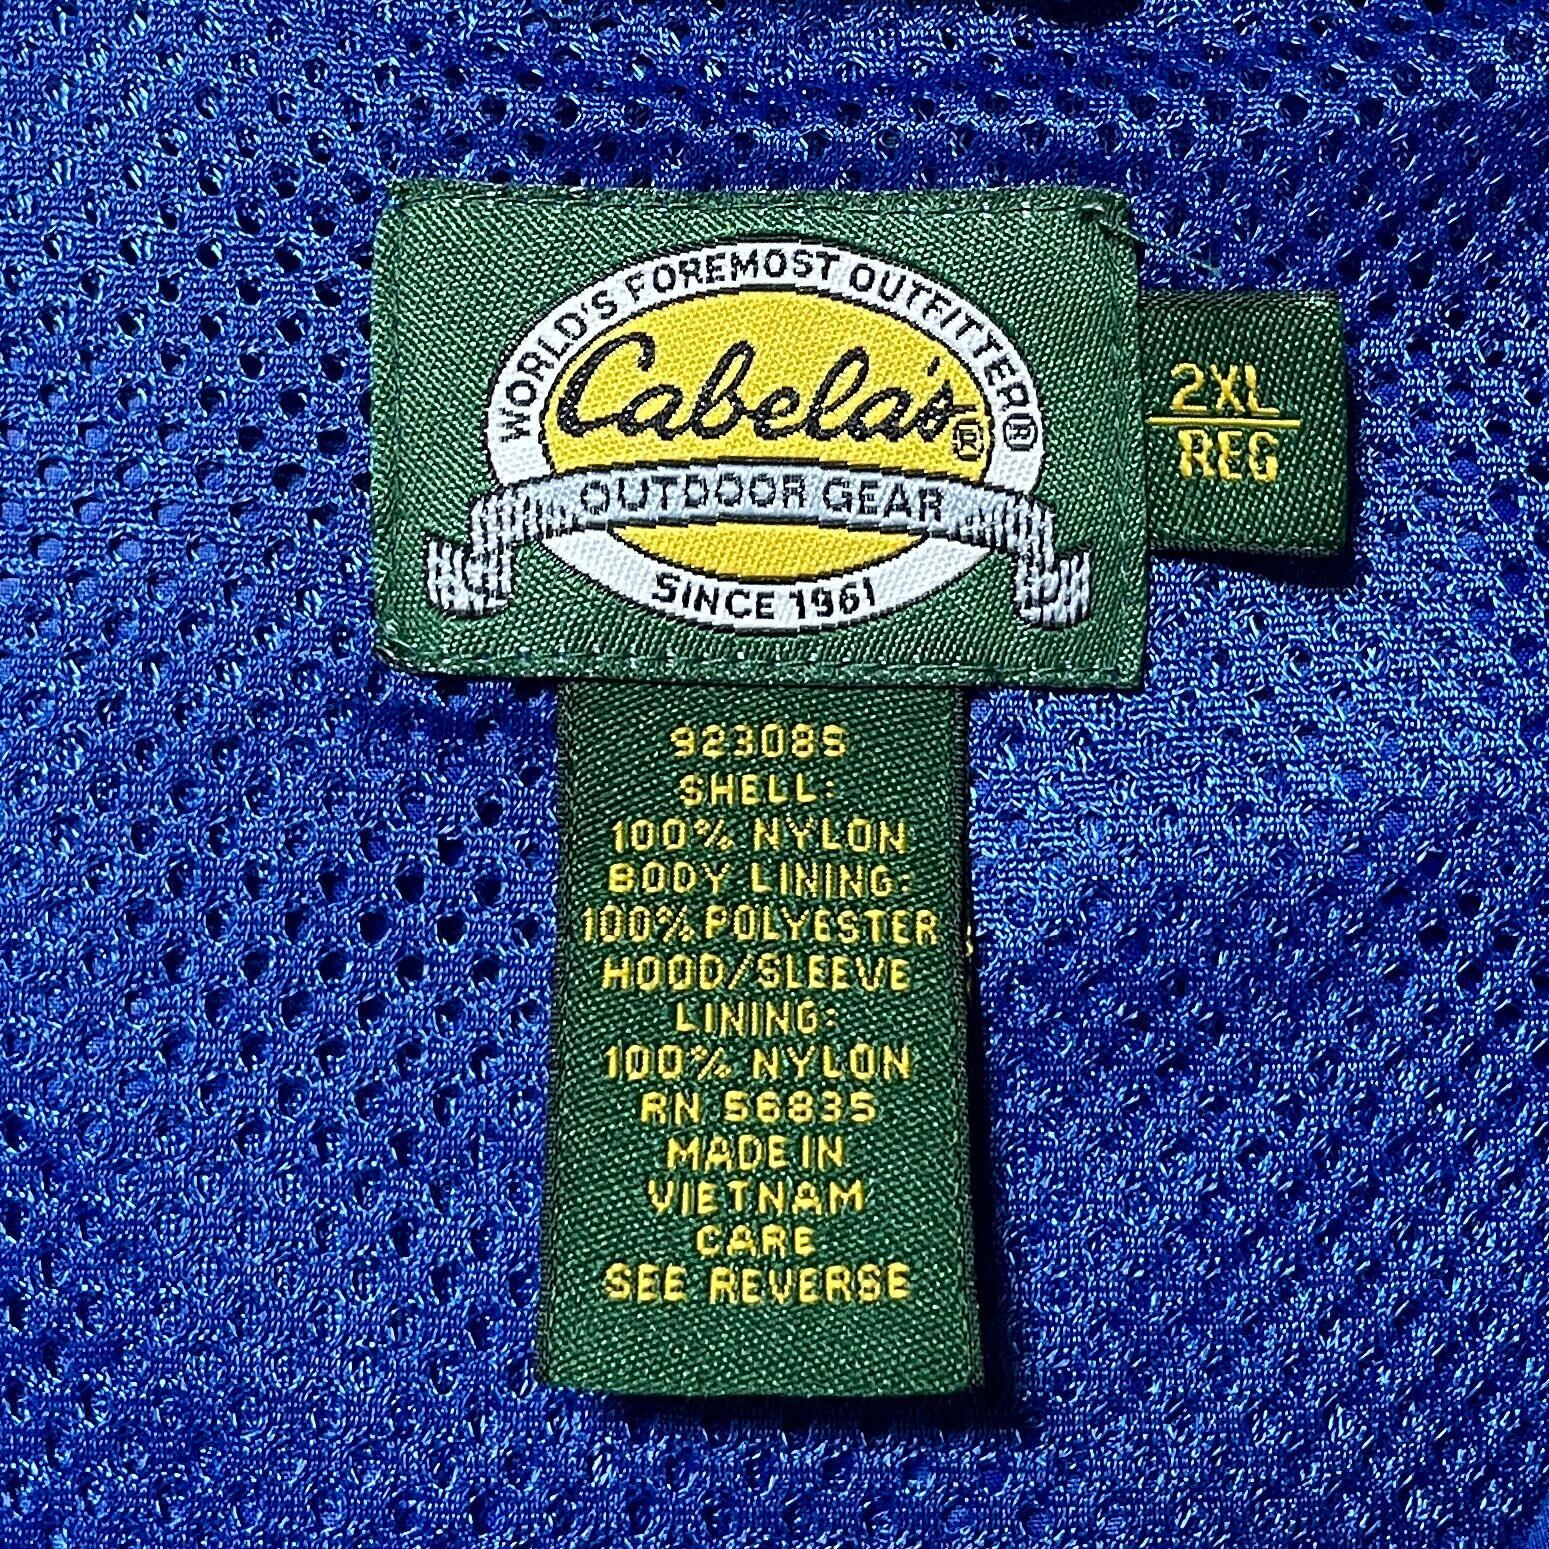 WORLD'S FOREMOST OUTFITTER®
Cabela's®
OUTDOOR GEAR
SINCE 1961
2XL
REG
923089
SHELL:
100% NYLON
BODY LINING:
100% POLYESTER
HOOD/SLEEVE
LINING:
100% NYLON
RN 56835
MADE IN
VIETNAM
CARE
SEE REVERSE